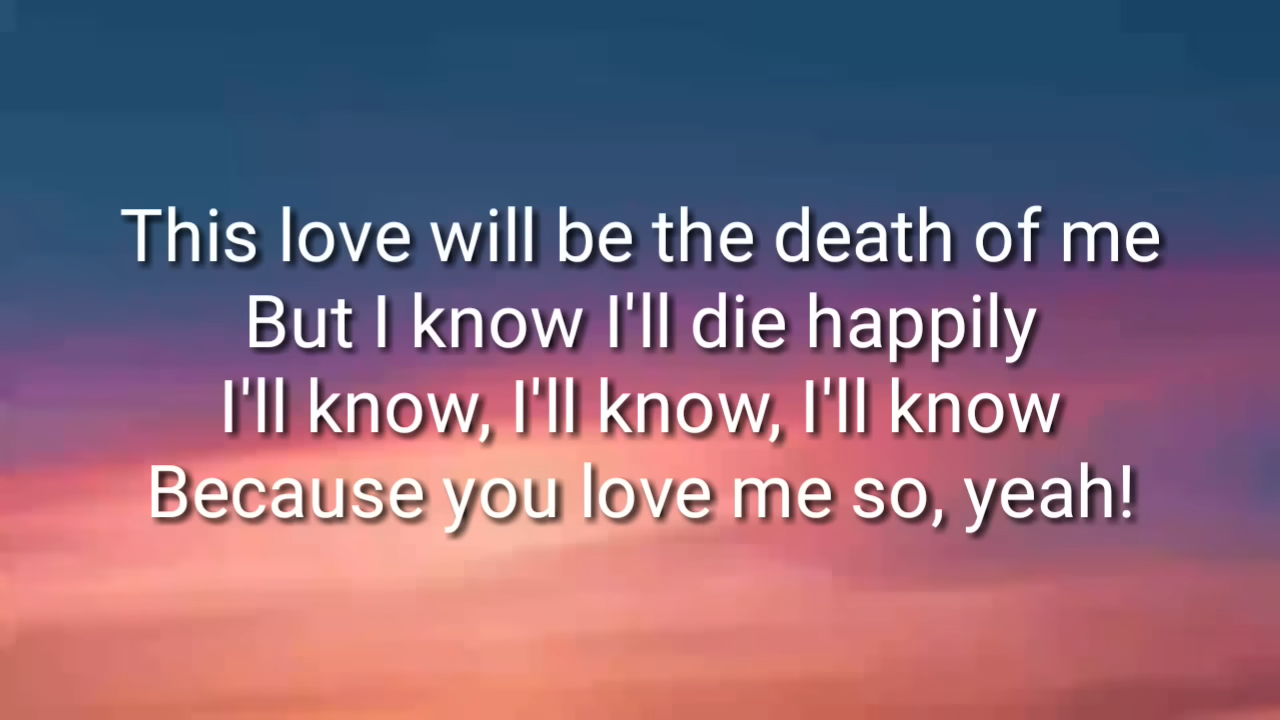 This love will be the death of me
But I know I'll die happily
I'll know, I'll know, I'll know
Because you love me so, yeah!